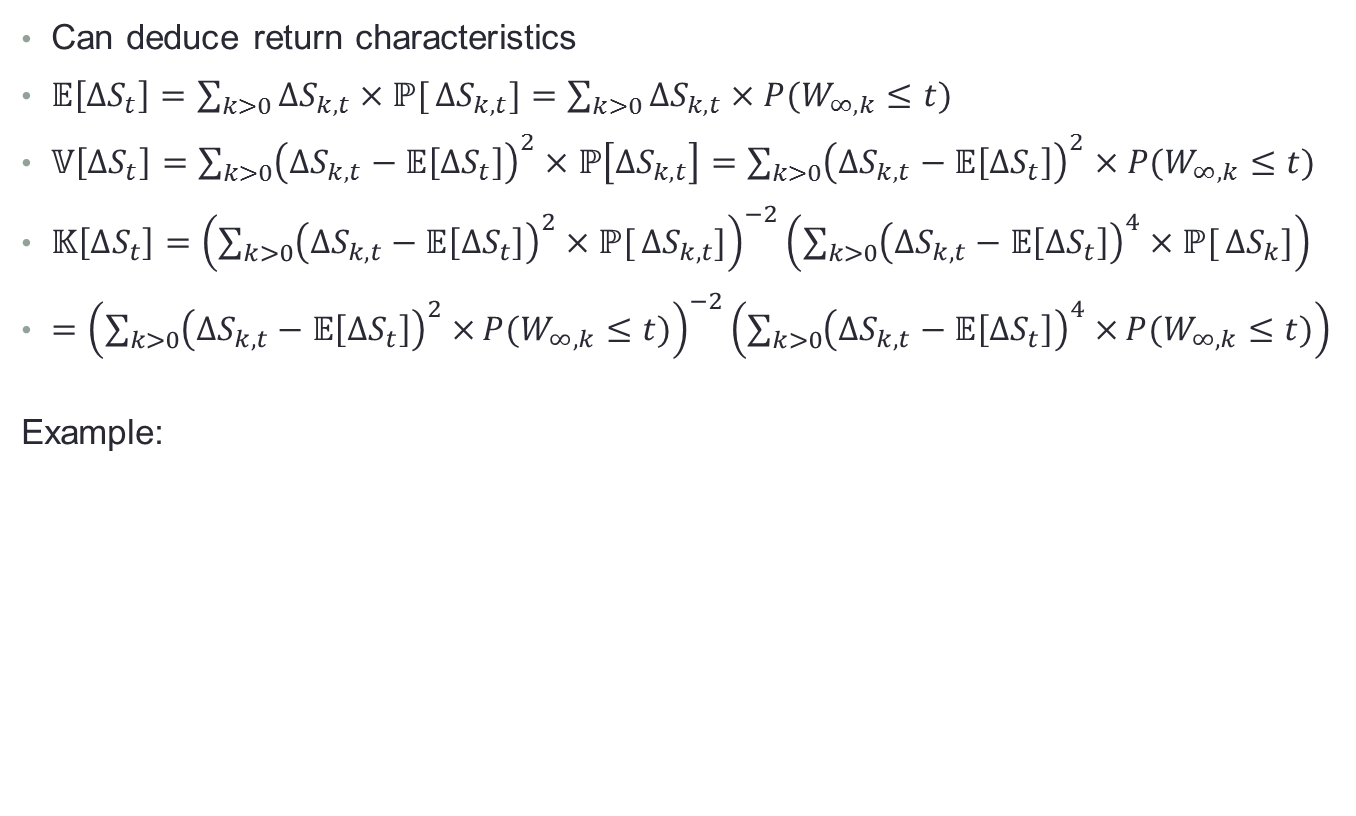 • Can deduce return characteristics
• 𝔼[ΔS_t] = ∑_{k>0} ΔS_{k,t} × ℙ[ΔS_{k,t}] = ∑_{k>0} ΔS_{k,t} × P(W_{∞,k} ≤ t)
• 𝕍[ΔS_t] = ∑_{k>0}(ΔS_{k,t} − 𝔼[ΔS_t])^2 × ℙ[ΔS_{k,t}] = ∑_{k>0}(ΔS_{k,t} − 𝔼[ΔS_t])^2 × P(W_{∞,k} ≤ t)
• 𝕂[ΔS_t] = (∑_{k>0}(ΔS_{k,t} − 𝔼[ΔS_t])^2 × ℙ[ΔS_{k,t}])^{−2} (∑_{k>0}(ΔS_{k,t} − 𝔼[ΔS_t])^4 × ℙ[ΔS_k])
• = (∑_{k>0}(ΔS_{k,t} − 𝔼[ΔS_t])^2 × P(W_{∞,k} ≤ t))^{−2} (∑_{k>0}(ΔS_{k,t} − 𝔼[ΔS_t])^4 × P(W_{∞,k} ≤ t))
Example: